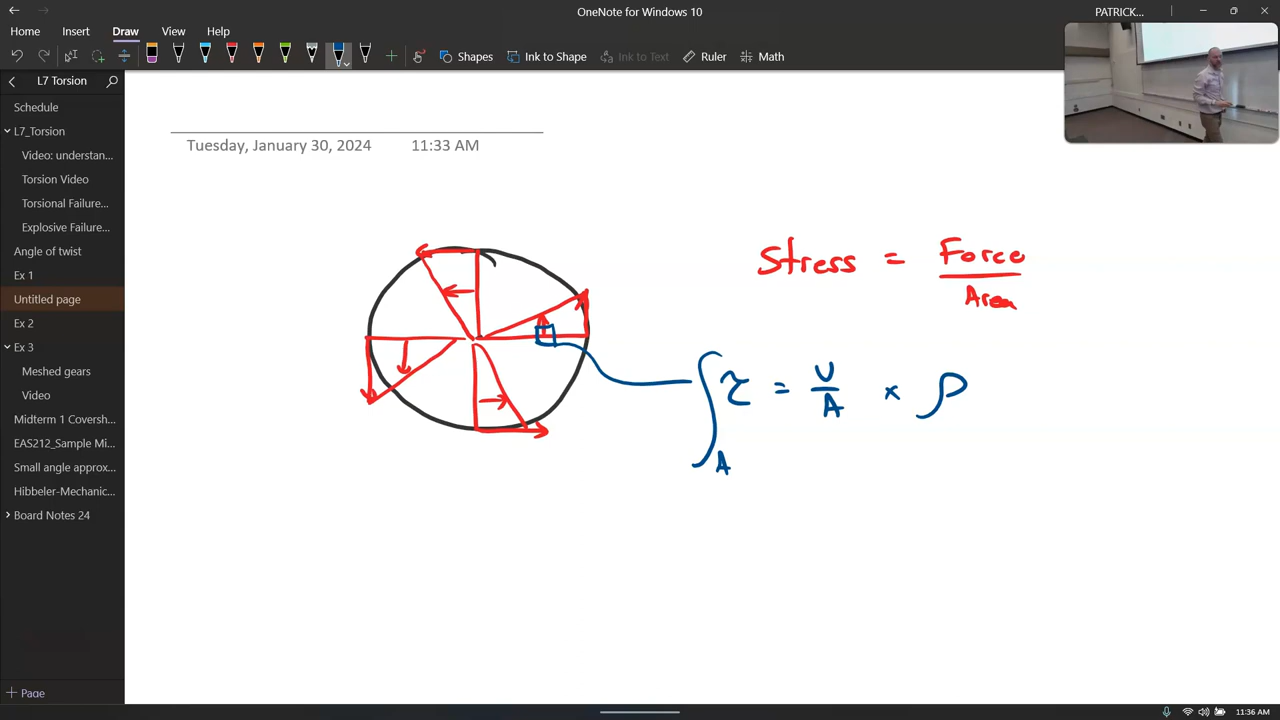 OneNote for Windows 10
PATRICK...
Home Insert Draw View Help
Shapes Ink to Shape Ink to Text Ruler Math
L7 Torsion
Schedule
L7_Torsion
Video: understan...
Torsion Video
Torsional Failure...
Explosive Failure...
Angle of twist
Ex 1
Untitled page
Ex 2
Ex 3
Meshed gears
Video
Midterm 1 Coversh...
EAS212_Sample Mi...
Small angle approx...
Hibbeler-Mechanic...
Board Notes 24
Page
Tuesday, January 30, 2024 11:33 AM
Stress = Force
Area
∫ τ = V/A × ρ
A
11:36 AM